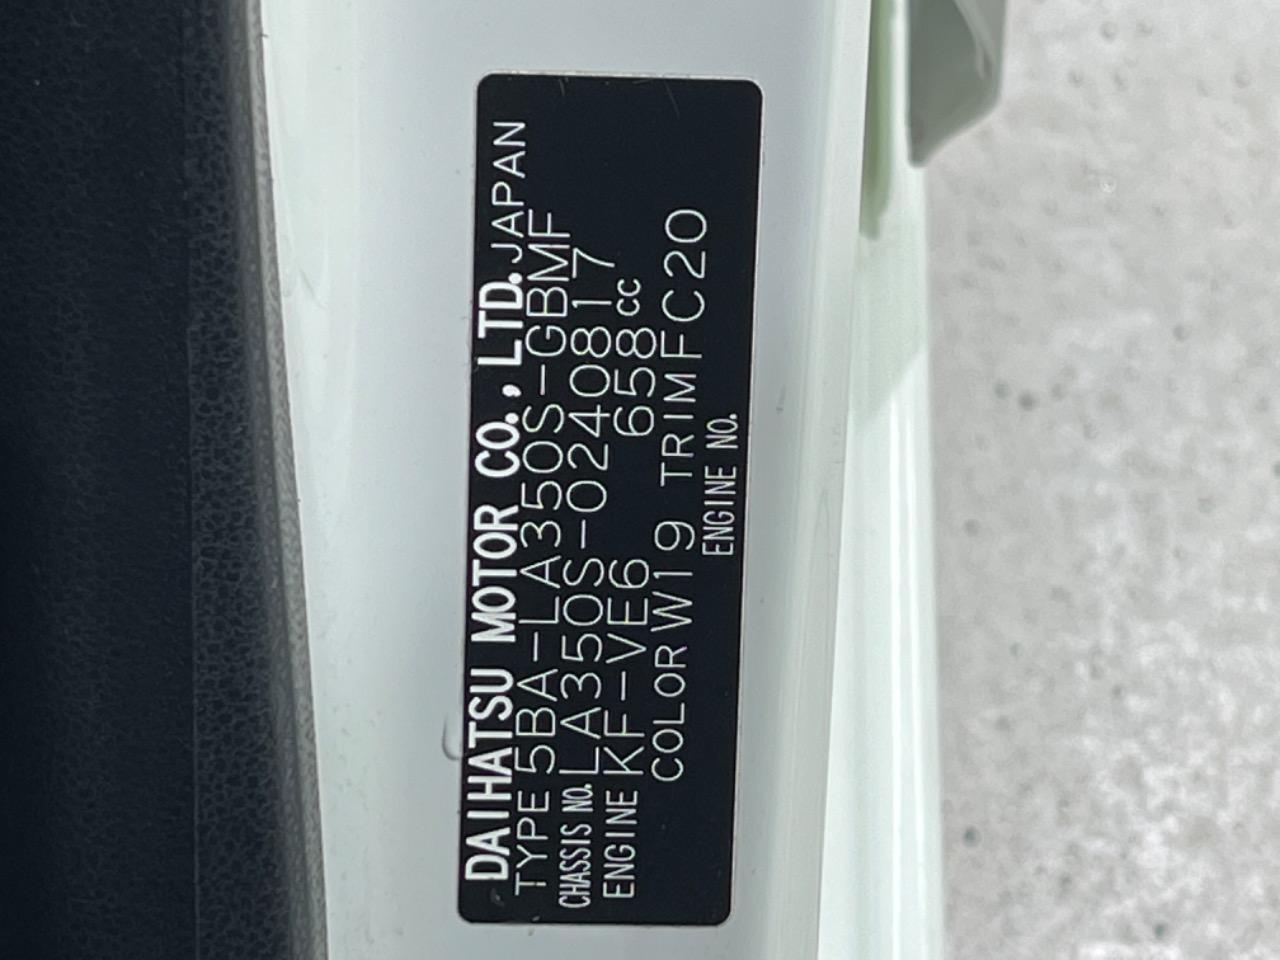 DAIHATSU MOTOR CO., LTD. JAPAN
TYPE 5BA-LA350S-GBMF
CHASSIS NO. LA350S-0240817
ENGINE KF-VE6 658cc
COLOR W19 TRIM FC20
ENGINE NO.